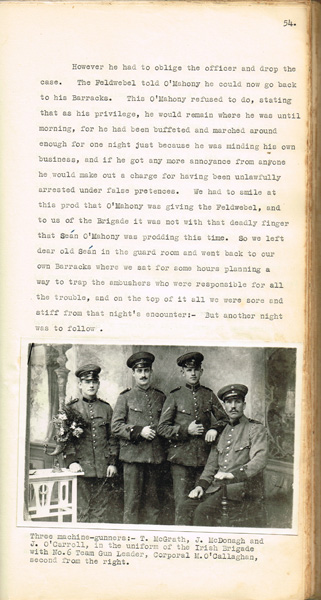 54.
However he had to oblige the officer and drop the
case. The Feldwebel told O'Mahony he could now go back
to his Barracks. This O'Mahony refused to do, stating
that as his privilege, he would remain where he was until
morning, for he had been buffeted and marched around
enough for one night just because he was minding his own
business, and if he got any more annoyance from anyone
he would make out a charge for having been unlawfully
arrested under false pretences. We had to smile at
this prod that O'Mahony was giving the Feldwebel, and
to us of the Brigade it was not with that deadly finger
that Seán O'Mahony was prodding this time. So we left
dear old Seán in the guard room and went back to our
own Barracks where we sat for some hours planning a
way to trap the ambushers who were responsible for all
the trouble, and on the top of it all we were sore and
stiff from that night's encounter:- But another night
was to follow.
Three machine-gunners:- T. McGrath, J. McDonagh and
J. O'Carroll, in the uniform of the Irish Brigade
with No.6 Team Gun Leader, Corporal M.O'Callaghan,
second from the right.